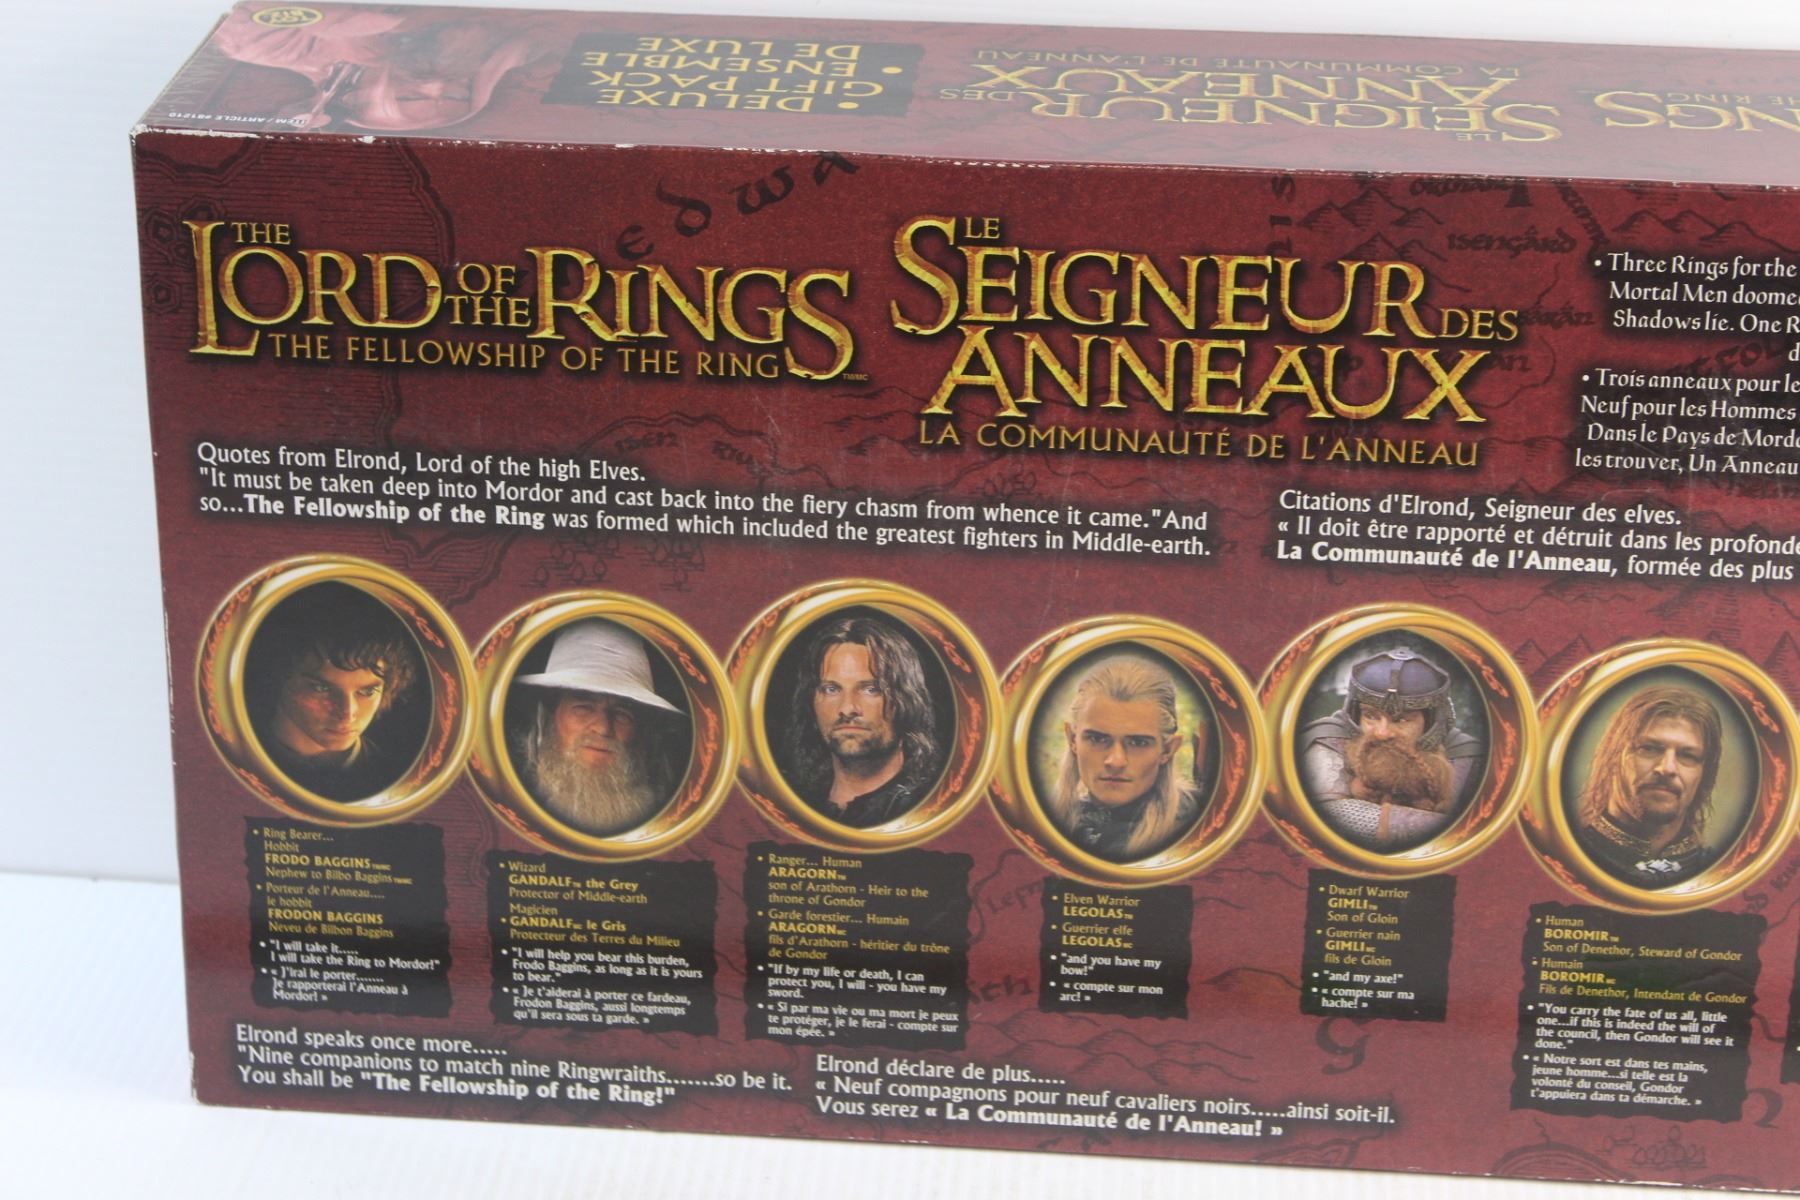 • DELUXE
GIFT PACK
• ENSEMBLE
DE LUXE
LE
SEIGNEUR DES
ANNEAUX
LA COMMUNAUTÉ DE L'ANNEAU
ITEM / ARTICLE #81210
THE
LORD OF THE RINGS
THE FELLOWSHIP OF THE RING
LE
SEIGNEUR DES
ANNEAUX
LA COMMUNAUTÉ DE L'ANNEAU
• Three Rings for the
Mortal Men
Shadows lie. One
• Trois anneaux pour
Neuf pour les Hommes
Dans le Pays de
les trouver, Un Anneau
Quotes from Elrond, Lord of the high Elves.
"It must be taken deep into Mordor and cast back into the fiery chasm from whence it came."And
so...The Fellowship of the Ring was formed which included the greatest fighters in Middle-earth.
Citations d'Elrond, Seigneur des elves.
« Il doit être rapporté et détruit dans les
La Communauté de l'Anneau, formée des plus
• Ring Bearer...
Hobbit
FRODO BAGGINS TM/MC
Nephew to Bilbo Baggins TM/MC
• Porteur de l'Anneau....
le hobbit
FRODON BAGGINS
Neveu de Bilbon Baggins
• "I will take it.....
I will take the Ring to Mordor!"
• « J'irai le porter.......
Je rapporterai l'Anneau à
Mordor! »
• Wizard
GANDALF TM the Grey
Protector of Middle-earth
Magicien
• GANDALF MC le Gris
Protecteur des Terres du Milieu
• "I will help you bear this burden,
Frodo Baggins, as long as it is yours
to bear."
• « Je t'aiderai à porter ce fardeau,
Frodon Baggins, aussi longtemps
qu'il sera sous ta garde. »
• Ranger... Human
ARAGORN TM
son of Arathorn - Heir to the
throne of Gondor
• Garde forestier... Humain
ARAGORN MC
fils d'Arathorn - héritier du trône
de Gondor
• "If by my life or death, I can
protect you, I will - you have my
sword.
• « Si par ma vie ou ma mort je peux
te protéger, je le ferai - compte sur
mon épée. »
• Elven Warrior
LEGOLAS TM
• Guerrier elfe
LEGOLAS MC
• "and you have my
bow!"
• « compte sur mon
arc! »
• Dwarf Warrior
GIMLI TM
Son of Gloin
• Guerrier nain
GIMLI MC
fils de Gloin
• "and my axe!"
• « compte sur ma
hache! »
• Human
BOROMIR TM
Son of Denethor, Steward of Gondor
• Humain
BOROMIR MC
Fils de Denethor, Intendant de Gondor
• "You carry the fate of us all, little
one...if this is indeed the will of
the council, then Gondor will see it
done."
• « Notre sort est dans tes mains,
jeune homme...si telle est la
volonté du conseil, Gondor
t'appuiera dans ta démarche. »
Elrond speaks once more.....
"Nine companions to match nine Ringwraiths.......so be it.
You shall be "The Fellowship of the Ring!"
Elrond déclare de plus.....
« Neuf compagnons pour neuf cavaliers noirs.....ainsi soit-il.
Vous serez « La Communauté de l'Anneau! »